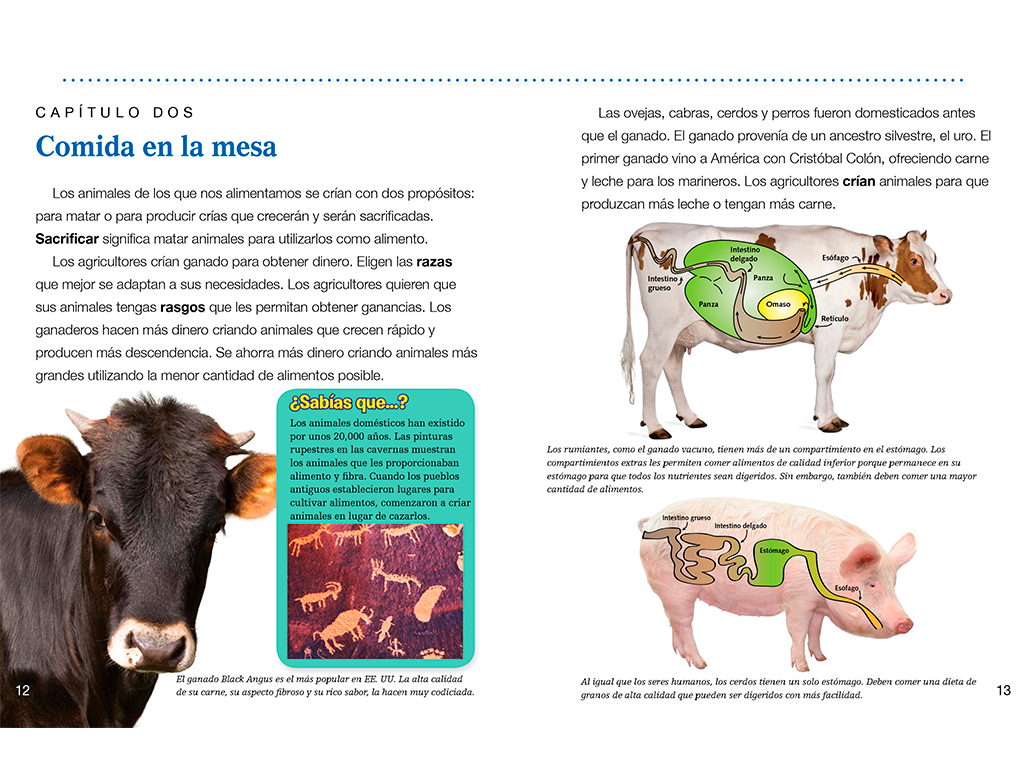 CAPÍTULO DOS
Comida en la mesa
Los animales de los que nos alimentamos se crían con dos propósitos:
para matar o para producir crías que crecerán y serán sacrificadas.
Sacrificar significa matar animales para utilizarlos como alimento.
Los agricultores crían ganado para obtener dinero. Eligen las razas
que mejor se adaptan a sus necesidades. Los agricultores quieren que
sus animales tengas rasgos que les permitan obtener ganancias. Los
ganaderos hacen más dinero criando animales que crecen rápido y
producen más descendencia. Se ahorra más dinero criando animales más
grandes utilizando la menor cantidad de alimentos posible.
¿Sabías que...?
Los animales domésticos han existido
por unos 20,000 años. Las pinturas
rupestres en las cavernas muestran
los animales que les proporcionaban
alimento y fibra. Cuando los pueblos
antiguos establecieron lugares para
cultivar alimentos, comenzaron a criar
animales en lugar de cazarlos.
El ganado Black Angus es el más popular en EE. UU. La alta calidad
de su carne, su aspecto fibroso y su rico sabor, la hacen muy codiciada.
12
Las ovejas, cabras, cerdos y perros fueron domesticados antes
que el ganado. El ganado provenía de un ancestro silvestre, el uro. El
primer ganado vino a América con Cristóbal Colón, ofreciendo carne
y leche para los marineros. Los agricultores crían animales para que
produzcan más leche o tengan más carne.
Intestino
delgado
Esófago
Intestino
grueso
Panza
Panza
Omaso
Retículo
Los rumiantes, como el ganado vacuno, tienen más de un compartimiento en el estómago. Los
compartimientos extras les permiten comer alimentos de calidad inferior porque permanece en su
estómago para que todos los nutrientes sean digeridos. Sin embargo, también deben comer una mayor
cantidad de alimentos.
Intestino grueso
Intestino delgado
Estómago
Esófago
Al igual que los seres humanos, los cerdos tienen un solo estómago. Deben comer una dieta de
granos de alta calidad que pueden ser digeridos con más facilidad.
13